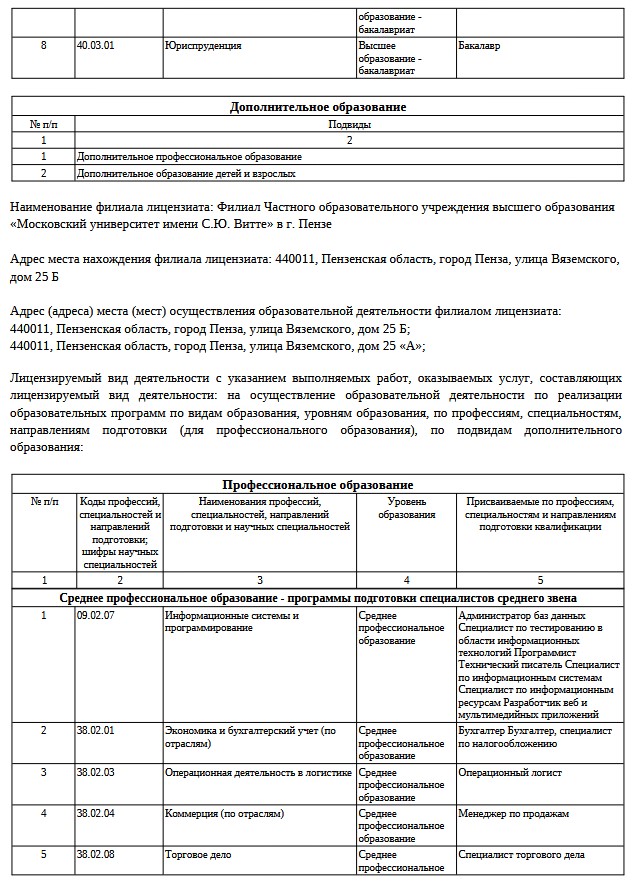 образование -
бакалавриат
8 40.03.01 Юриспруденция Высшее Бакалавр
образование -
бакалавриат
Дополнительное образование
№ п/п Подвиды
1 2
1 Дополнительное профессиональное образование
2 Дополнительное образование детей и взрослых
Наименование филиала лицензиата: Филиал Частного образовательного учреждения высшего образования
«Московский университет имени С.Ю. Витте» в г. Пензе
Адрес места нахождения филиала лицензиата: 440011, Пензенская область, город Пенза, улица Вяземского,
дом 25 Б
Адрес (адреса) места (мест) осуществления образовательной деятельности филиалом лицензиата:
440011, Пензенская область, город Пенза, улица Вяземского, дом 25 Б;
440011, Пензенская область, город Пенза, улица Вяземского, дом 25 «А»;
Лицензируемый вид деятельности с указанием выполняемых работ, оказываемых услуг, составляющих
лицензируемый вид деятельности: на осуществление образовательной деятельности по реализации
образовательных программ по видам образования, уровням образования, по профессиям, специальностям,
направлениям подготовки (для профессионального образования), по подвидам дополнительного
образования:
Профессиональное образование
№ п/п Коды профессий, Наименования профессий, Уровень Присваиваемые по профессиям,
специальностей и специальностей, направлений образования специальностям и направлениям
направлений подготовки и научных специальностей подготовки квалификации
подготовки;
шифры научных
специальностей
1 2 3 4 5
Среднее профессиональное образование - программы подготовки специалистов среднего звена
1 09.02.07 Информационные системы и Среднее Администратор баз данных
программирование профессиональное Специалист по тестированию в
образование области информационных
технологий Программист
Технический писатель Специалист
по информационным системам
Специалист по информационным
ресурсам Разработчик веб и
мультимедийных приложений
2 38.02.01 Экономика и бухгалтерский учет (по Среднее Бухгалтер Бухгалтер, специалист
отраслям) профессиональное по налогообложению
образование
3 38.02.03 Операционная деятельность в логистике Среднее Операционный логист
профессиональное
образование
4 38.02.04 Коммерция (по отраслям) Среднее Менеджер по продажам
профессиональное
образование
5 38.02.08 Торговое дело Среднее Специалист торгового дела
профессиональное